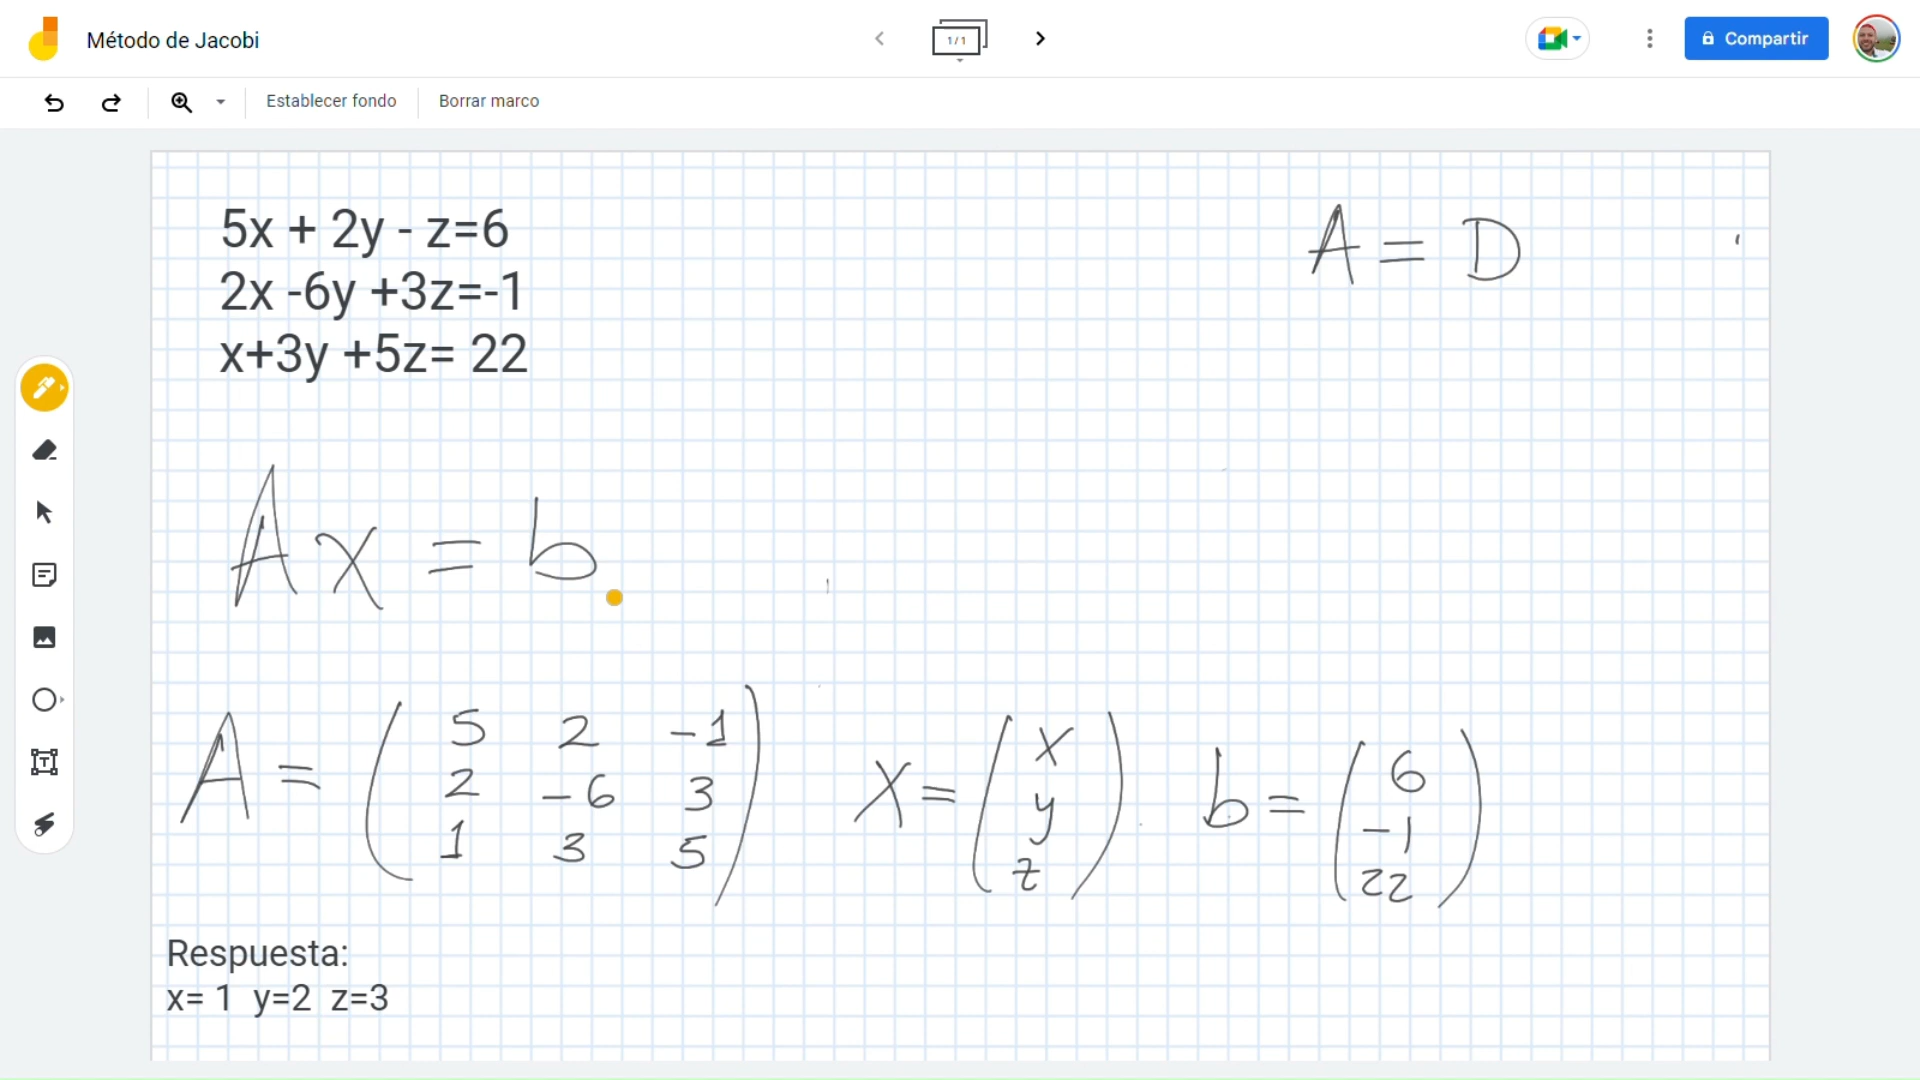 Método de Jacobi
1/1
Compartir
Establecer fondo
Borrar marco
5x + 2y - z=6
2x -6y +3z=-1
x+3y +5z= 22
A = D
A x = b
A = ( 5 2 -1
2 -6 3
1 3 5 )
X = ( x
y
z )
b = ( 6
-1
22 )
Respuesta:
x= 1 y=2 z=3